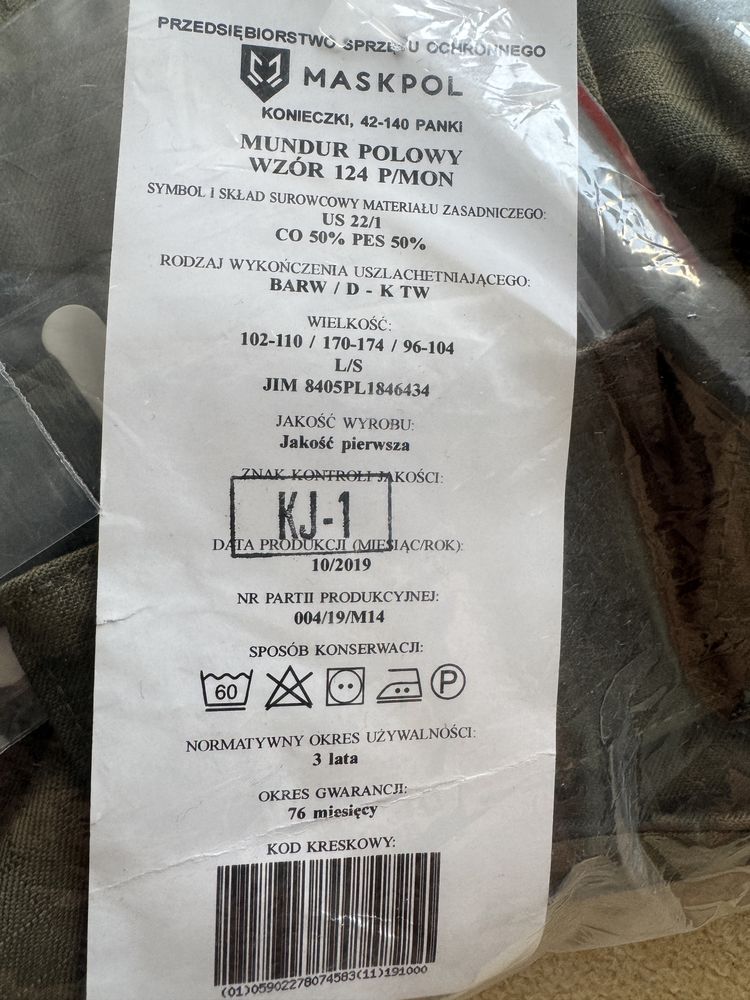 PRZEDSIĘBIORSTWO SPRZĘTU OCHRONNEGO
MASKPOL
KONIECZKI, 42-140 PANKI
MUNDUR POLOWY
WZÓR 124 P/MON
SYMBOL I SKŁAD SUROWCOWY MATERIAŁU ZASADNICZEGO:
US 22/1
CO 50% PES 50%
RODZAJ WYKOŃCZENIA USZLACHETNIAJĄCEGO:
BARW / D - K TW
WIELKOŚĆ:
102-110 / 170-174 / 96-104
L/S
JIM 8405PL1846434
JAKOŚĆ WYROBU:
Jakość pierwsza
ZNAK KONTROLI JAKOŚCI:
KJ-1
DATA PRODUKCJI (MIESIĄC/ROK):
10/2019
NR PARTII PRODUKCYJNEJ:
004/19/M14
SPOSÓB KONSERWACJI:
60 P
NORMATYWNY OKRES UŻYWALNOŚCI:
3 lata
OKRES GWARANCJI:
76 miesięcy
KOD KRESKOWY:
(01)05902278074583(11)191000